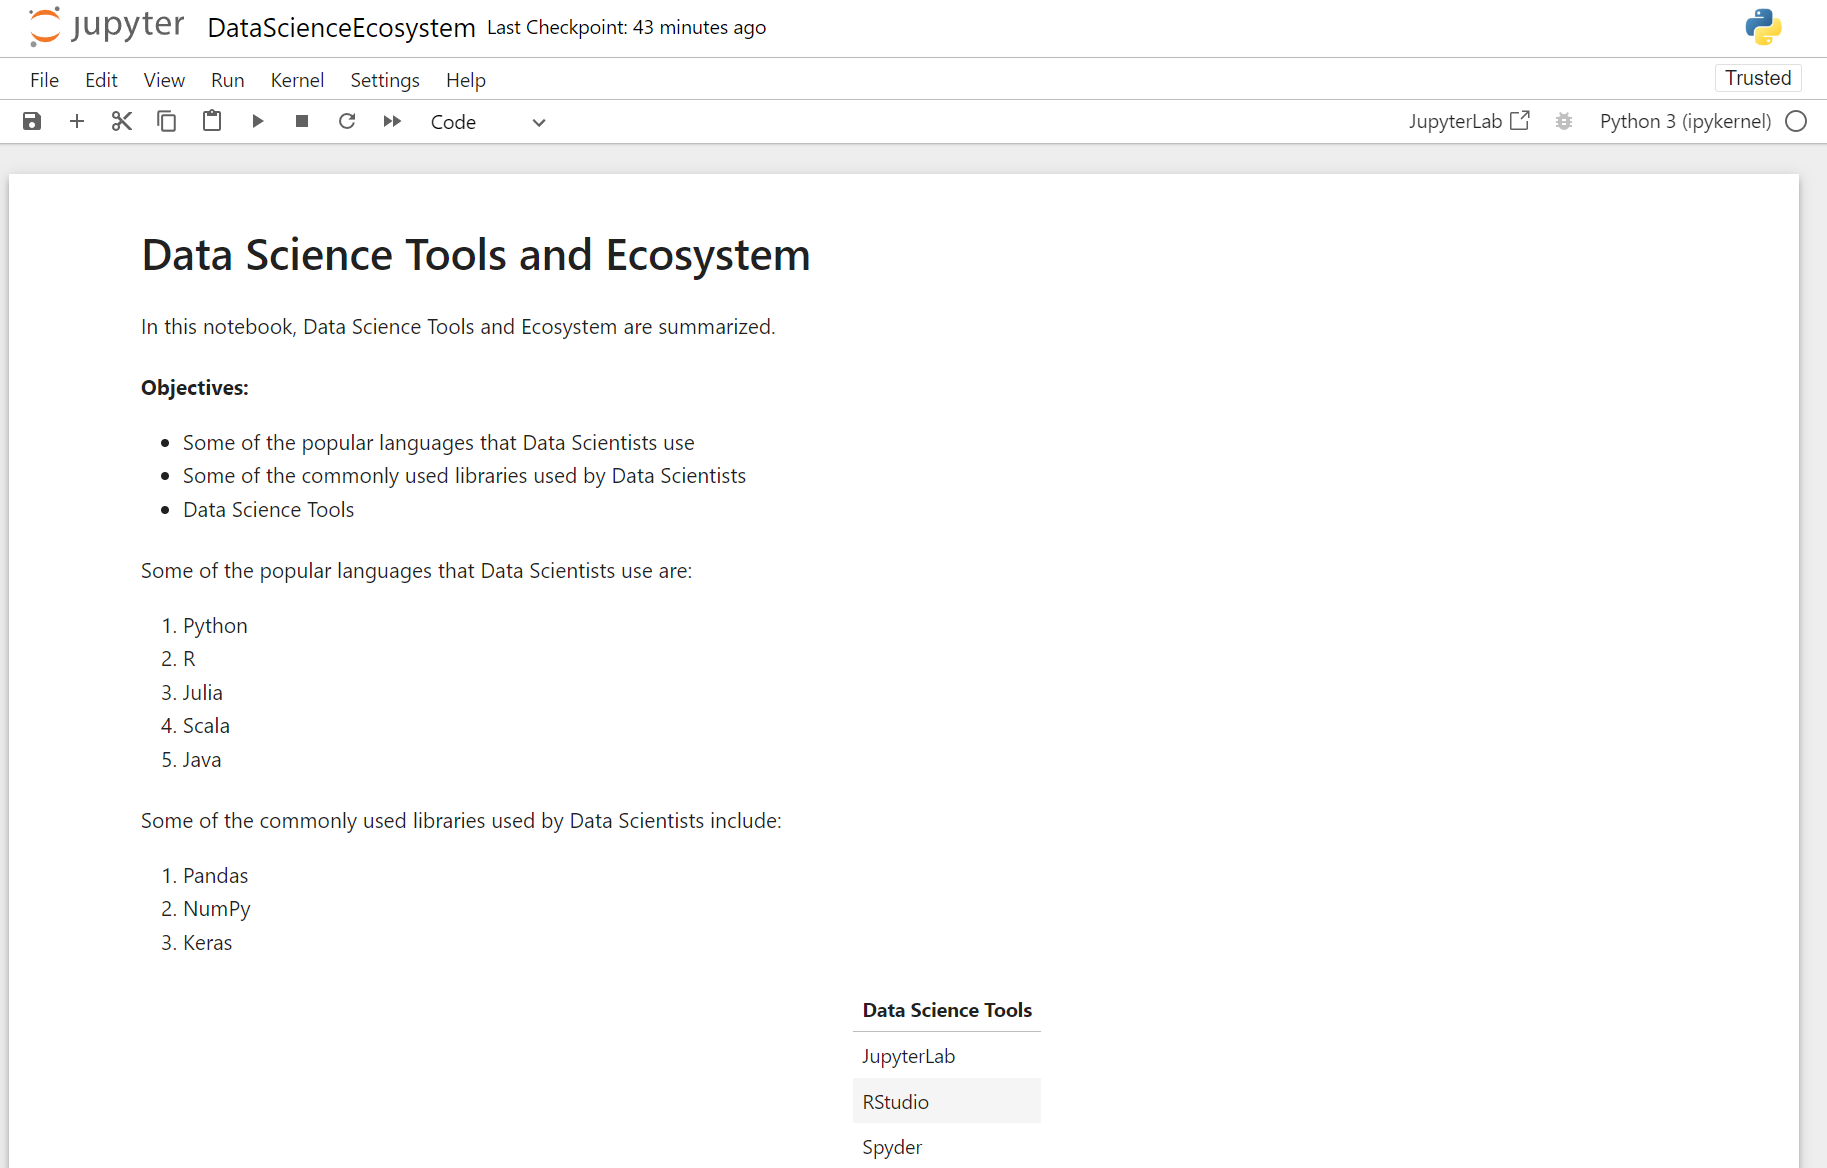 jupyter DataScienceEcosystem Last Checkpoint: 43 minutes ago
File Edit View Run Kernel Settings Help Trusted
Code JupyterLab Python 3 (ipykernel)
Data Science Tools and Ecosystem
In this notebook, Data Science Tools and Ecosystem are summarized.
Objectives:
• Some of the popular languages that Data Scientists use
• Some of the commonly used libraries used by Data Scientists
• Data Science Tools
Some of the popular languages that Data Scientists use are:
1. Python
2. R
3. Julia
4. Scala
5. Java
Some of the commonly used libraries used by Data Scientists include:
1. Pandas
2. NumPy
3. Keras
Data Science Tools
JupyterLab
RStudio
Spyder